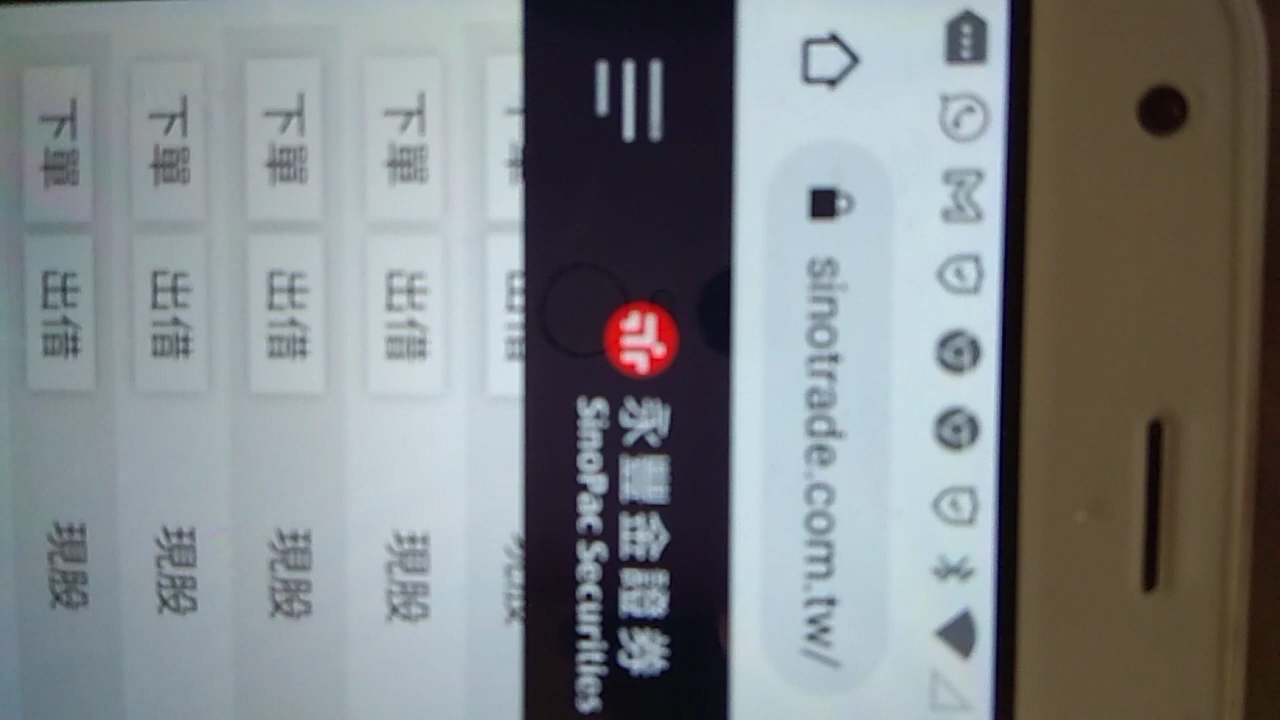 sinotrade.com.tw/
永豐金證券
SinoPac Securities
下單 出借 現股
下單 出借 現股
下單 出借 現股
下單 出借 現股